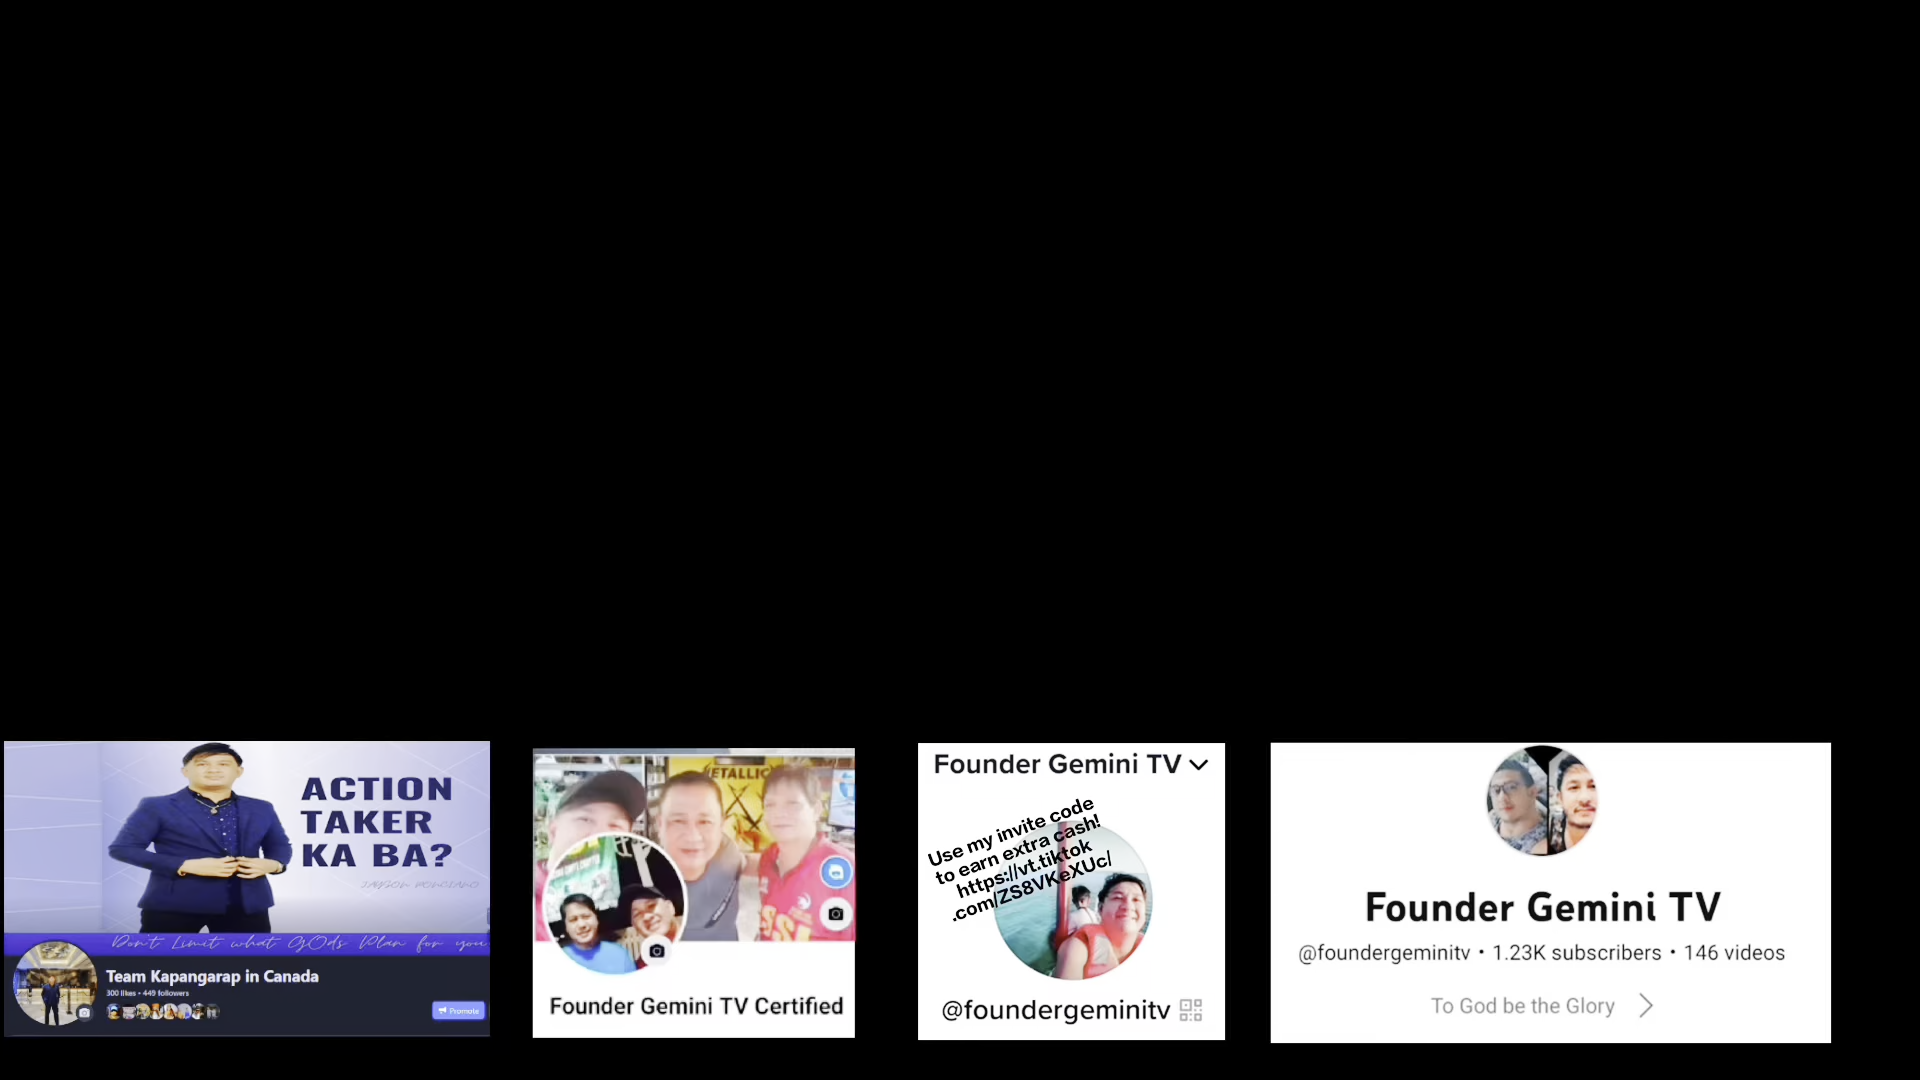 ACTION
TAKER
KA BA?
Don't Limit what GOds Plan for you
Team Kapangarap in Canada
300 likes • 449 followers
Promote
METALLIC
Founder Gemini TV Certified
Founder Gemini TV
Use my invite code
to earn extra cash!
https://vt.tiktok
.com/ZS8VKeXUc/
@foundergeminitv
Founder Gemini TV
@foundergeminitv • 1.23K subscribers • 146 videos
To God be the Glory